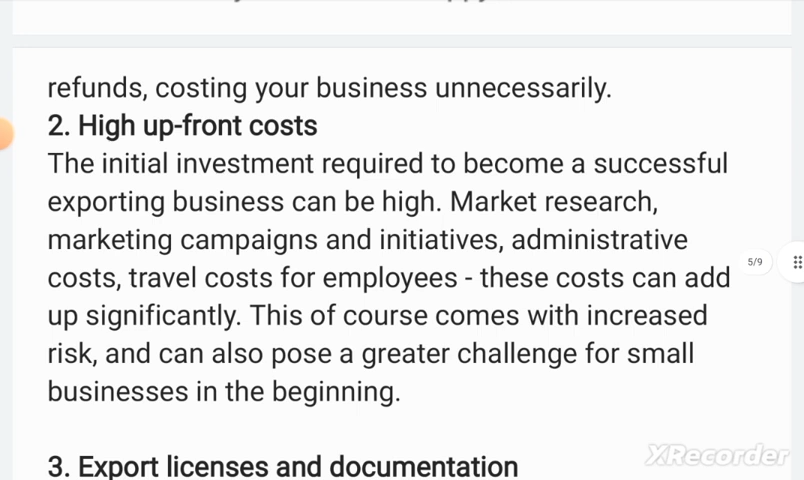 refunds, costing your business unnecessarily.
2. High up-front costs
The initial investment required to become a successful
exporting business can be high. Market research,
marketing campaigns and initiatives, administrative
costs, travel costs for employees - these costs can add
up significantly. This of course comes with increased
risk, and can also pose a greater challenge for small
businesses in the beginning.
3. Export licenses and documentation
5/9
XRecorder